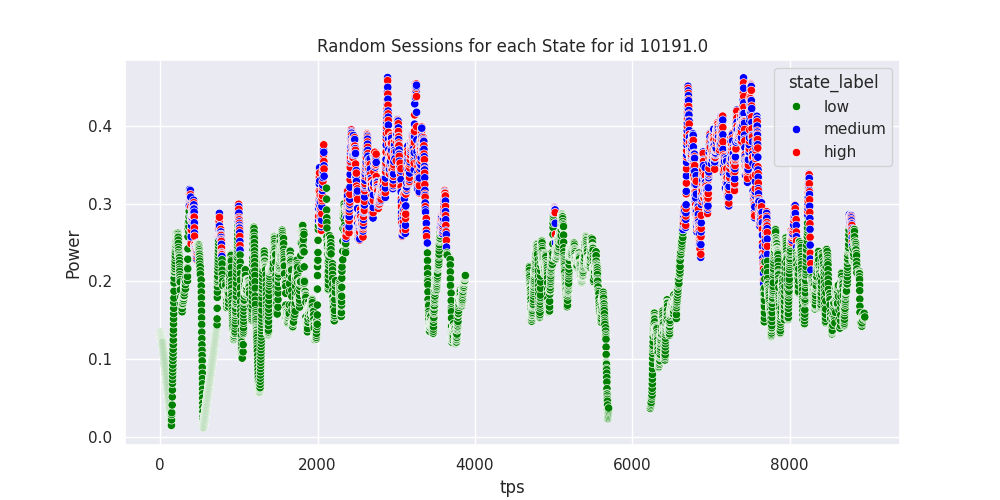 Random Sessions for each State for id 10191.0
state_label
low
medium
high
Power
0.4
0.3
0.2
0.1
0.0
0 2000 4000 6000 8000
tps